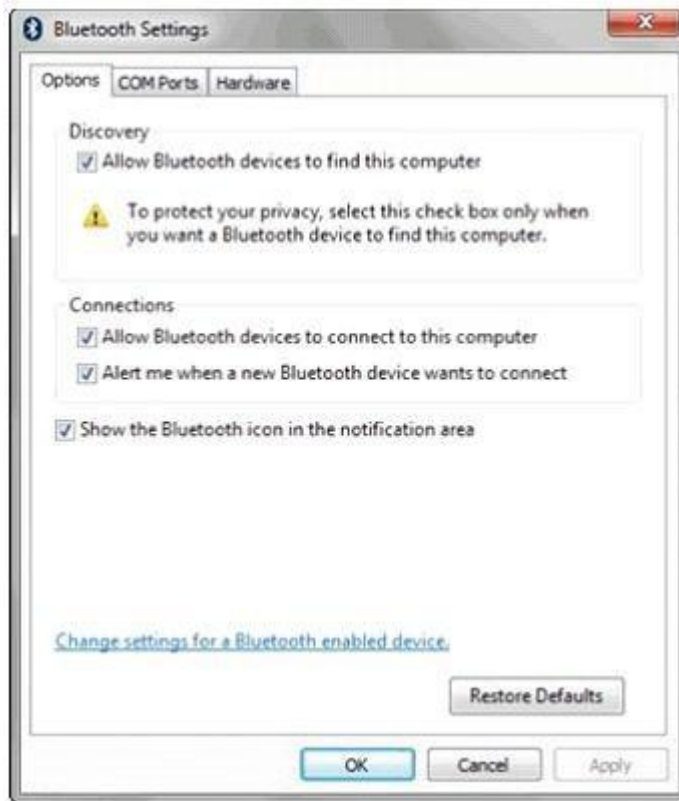 Bluetooth Settings
Options COM Ports Hardware
Discovery
Allow Bluetooth devices to find this computer
To protect your privacy, select this check box only when
you want a Bluetooth device to find this computer.
Connections
Allow Bluetooth devices to connect to this computer
Alert me when a new Bluetooth device wants to connect
Show the Bluetooth icon in the notification area
Change settings for a Bluetooth enabled device.
Restore Defaults
OK Cancel Apply